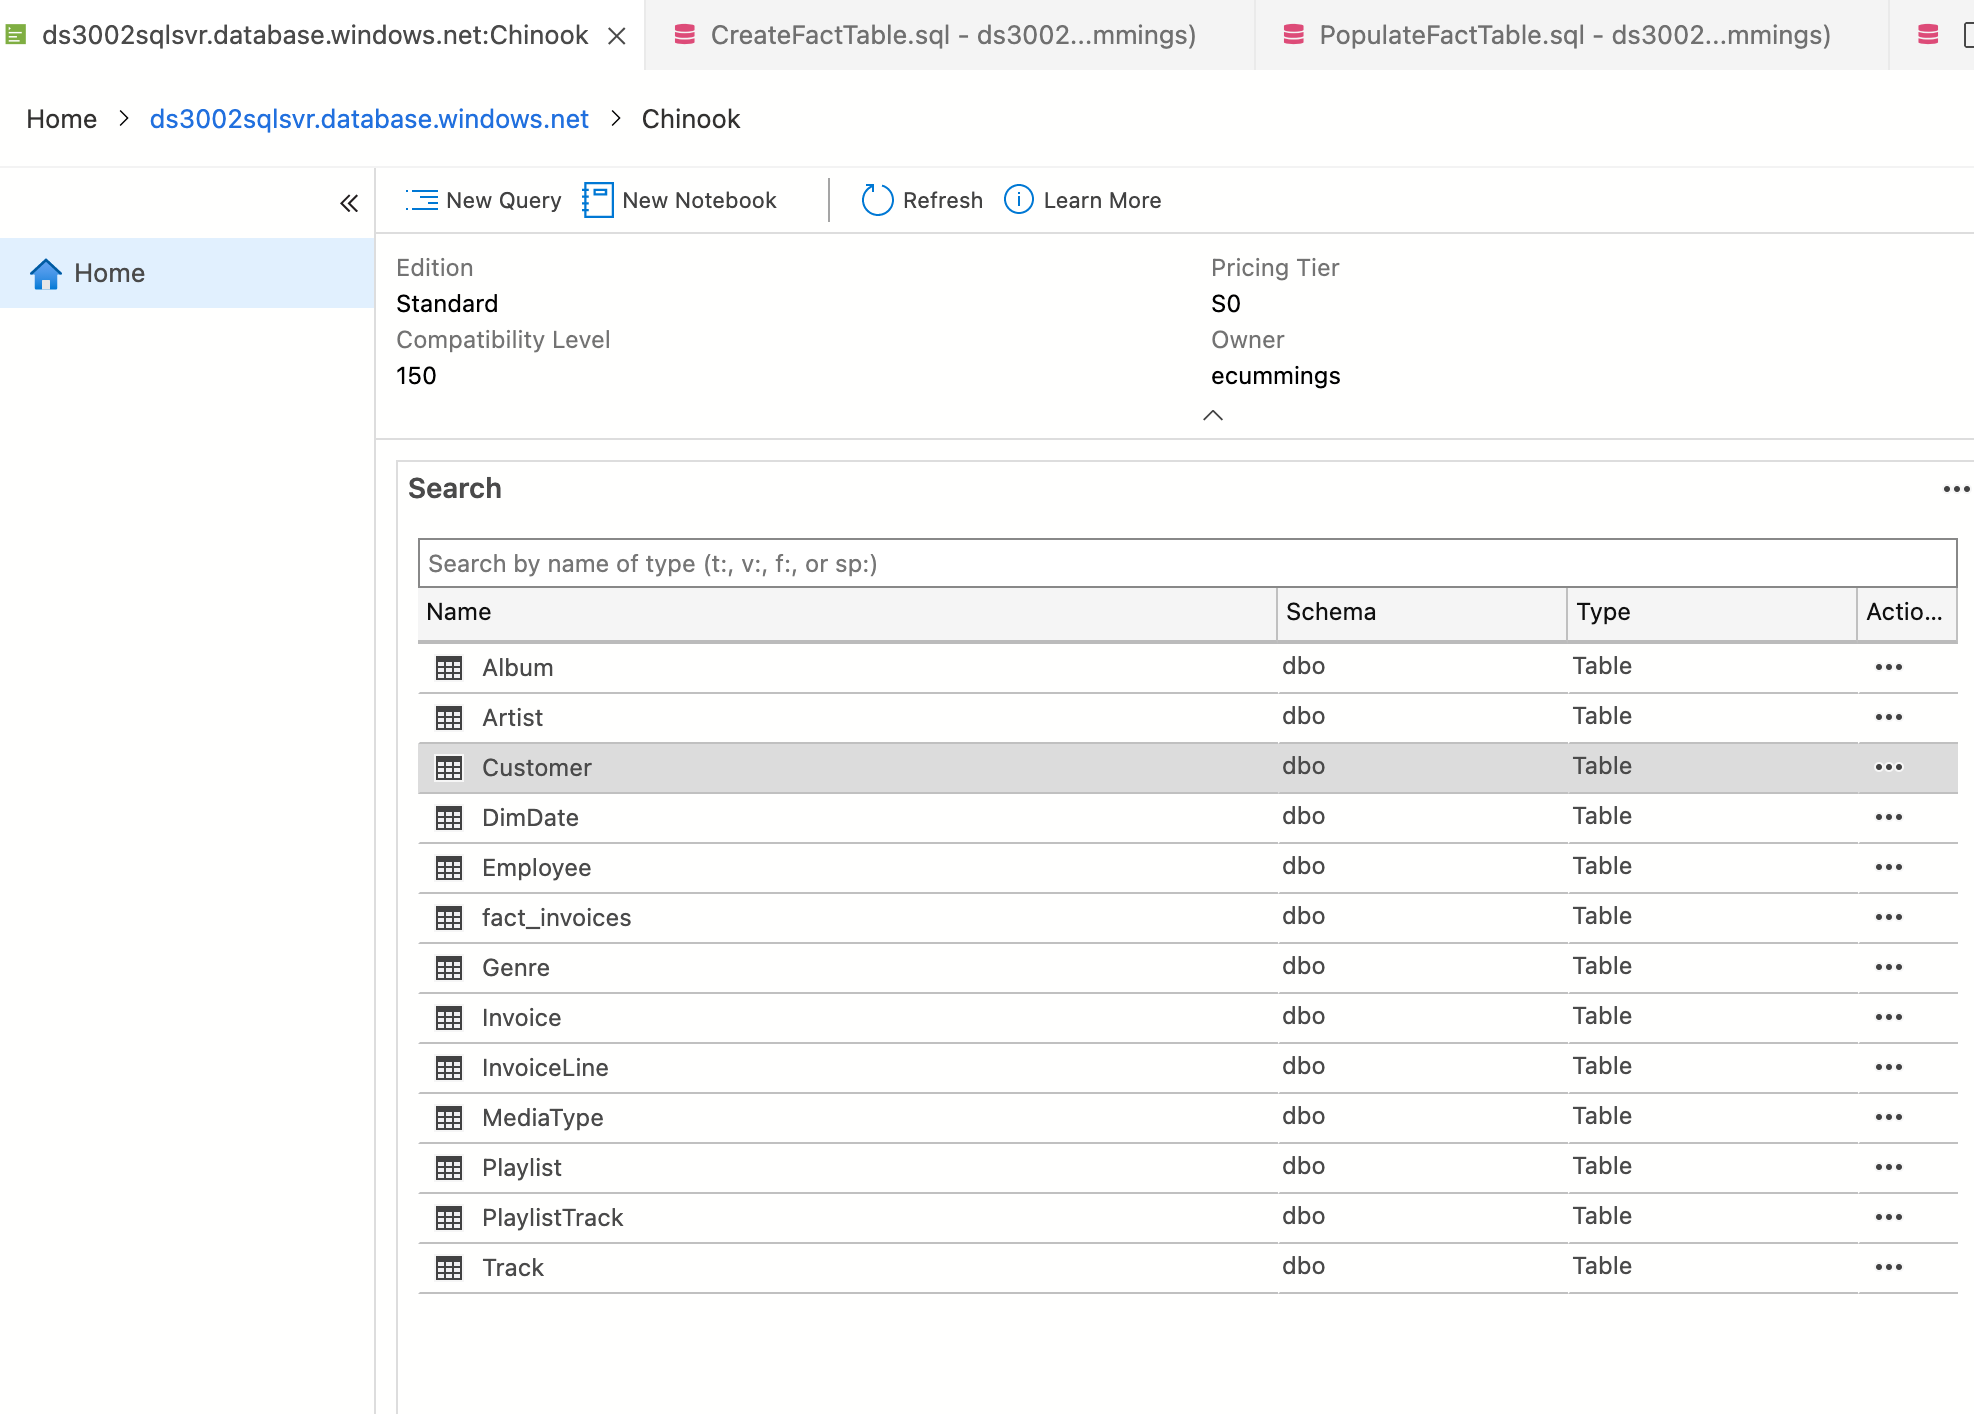 ds3002sqlsvr.database.windows.net:Chinook CreateFactTable.sql - ds3002...mmings) PopulateFactTable.sql - ds3002...mmings)
Home > ds3002sqlsvr.database.windows.net > Chinook
New Query New Notebook Refresh Learn More
Home
Edition Pricing Tier
Standard S0
Compatibility Level Owner
150 ecummings
Search
Search by name of type (t:, v:, f:, or sp:)
Name Schema Type Actio...
Album dbo Table
Artist dbo Table
Customer dbo Table
DimDate dbo Table
Employee dbo Table
fact_invoices dbo Table
Genre dbo Table
Invoice dbo Table
InvoiceLine dbo Table
MediaType dbo Table
Playlist dbo Table
PlaylistTrack dbo Table
Track dbo Table